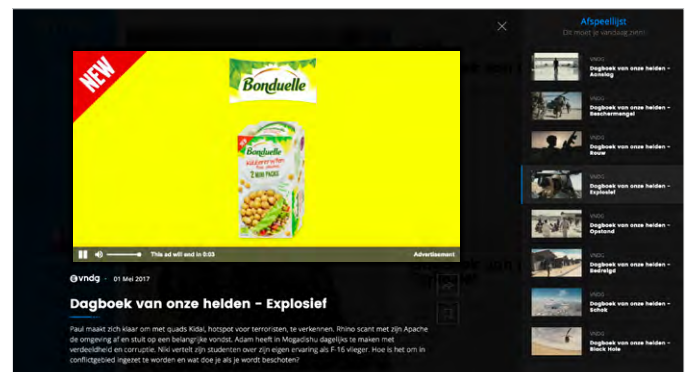 NEW
Bonduelle
Bonduelle
kikkererwten
2 MINI PACKS
This ad will end in 0:03
Advertisement
vndg - 01 Mei 2017
Dagboek van onze helden - Explosief
Paul maakt zich klaar om met quads Kidal, hotspot voor terroristen, te verkennen. Rhino scant met zijn Apache
de omgeving af en stuit op een belangrijke vondst. Adam heeft in Mogadishu dagelijks te maken met
verdeeldheid en corruptie. Niki vertelt zijn studenten over zijn eigen ervaring als F-16 vlieger. Hoe is het om in
conflictgebied ingezet te worden en wat doe je als je wordt beschoten?
Afspeellijst
Dit moet je vandaag zien!
VNDG
Dagboek van onze helden -
Aanslag
VNDG
Dagboek van onze helden -
Beschermengel
VNDG
Dagboek van onze helden -
Rouw
VNDG
Dagboek van onze helden -
Explosief
VNDG
Dagboek van onze helden -
Opstand
VNDG
Dagboek van onze helden -
Bedreigd
VNDG
Dagboek van onze helden -
Schok
VNDG
Dagboek van onze helden -
Black Hole